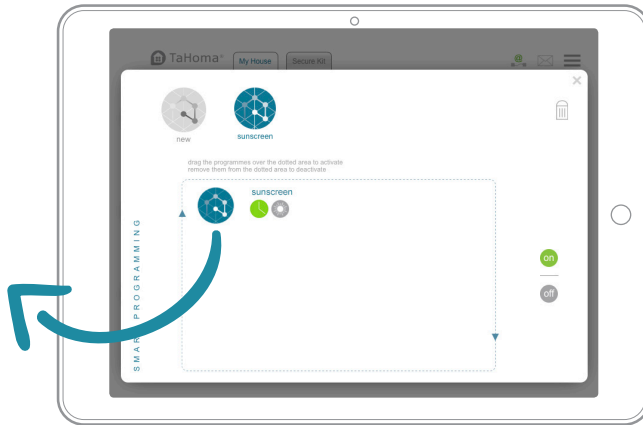 TaHoma®
My House
Secure Kit
new
sunscreen
drag the programmes over the dotted area to activate
remove them from the dotted area to deactivate
sunscreen
SMART PROGRAMMING
on
off